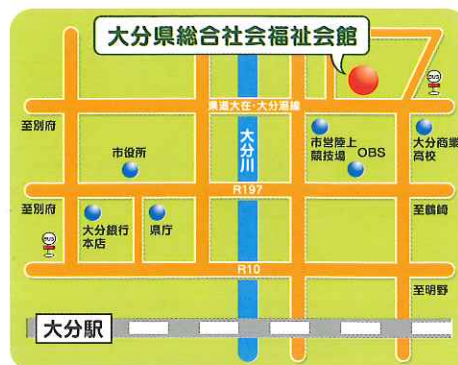 大分県総合社会福祉会館
BUS
県道大在・大分港線
至別府
大分川
市営陸上
競技場
OBS
大分商業
高校
市役所
R197
至別府
大分銀行
本店
県庁
至鶴崎
BUS
R10
至明野
大分駅